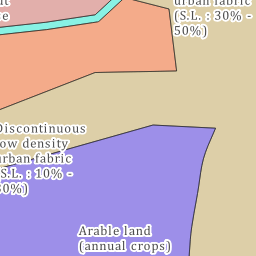 urban fabric
(S.L. : 30% -
50%)
Discontinuous
low density
urban fabric
(S.L. : 10% -
30%)
Arable land
(annual crops)